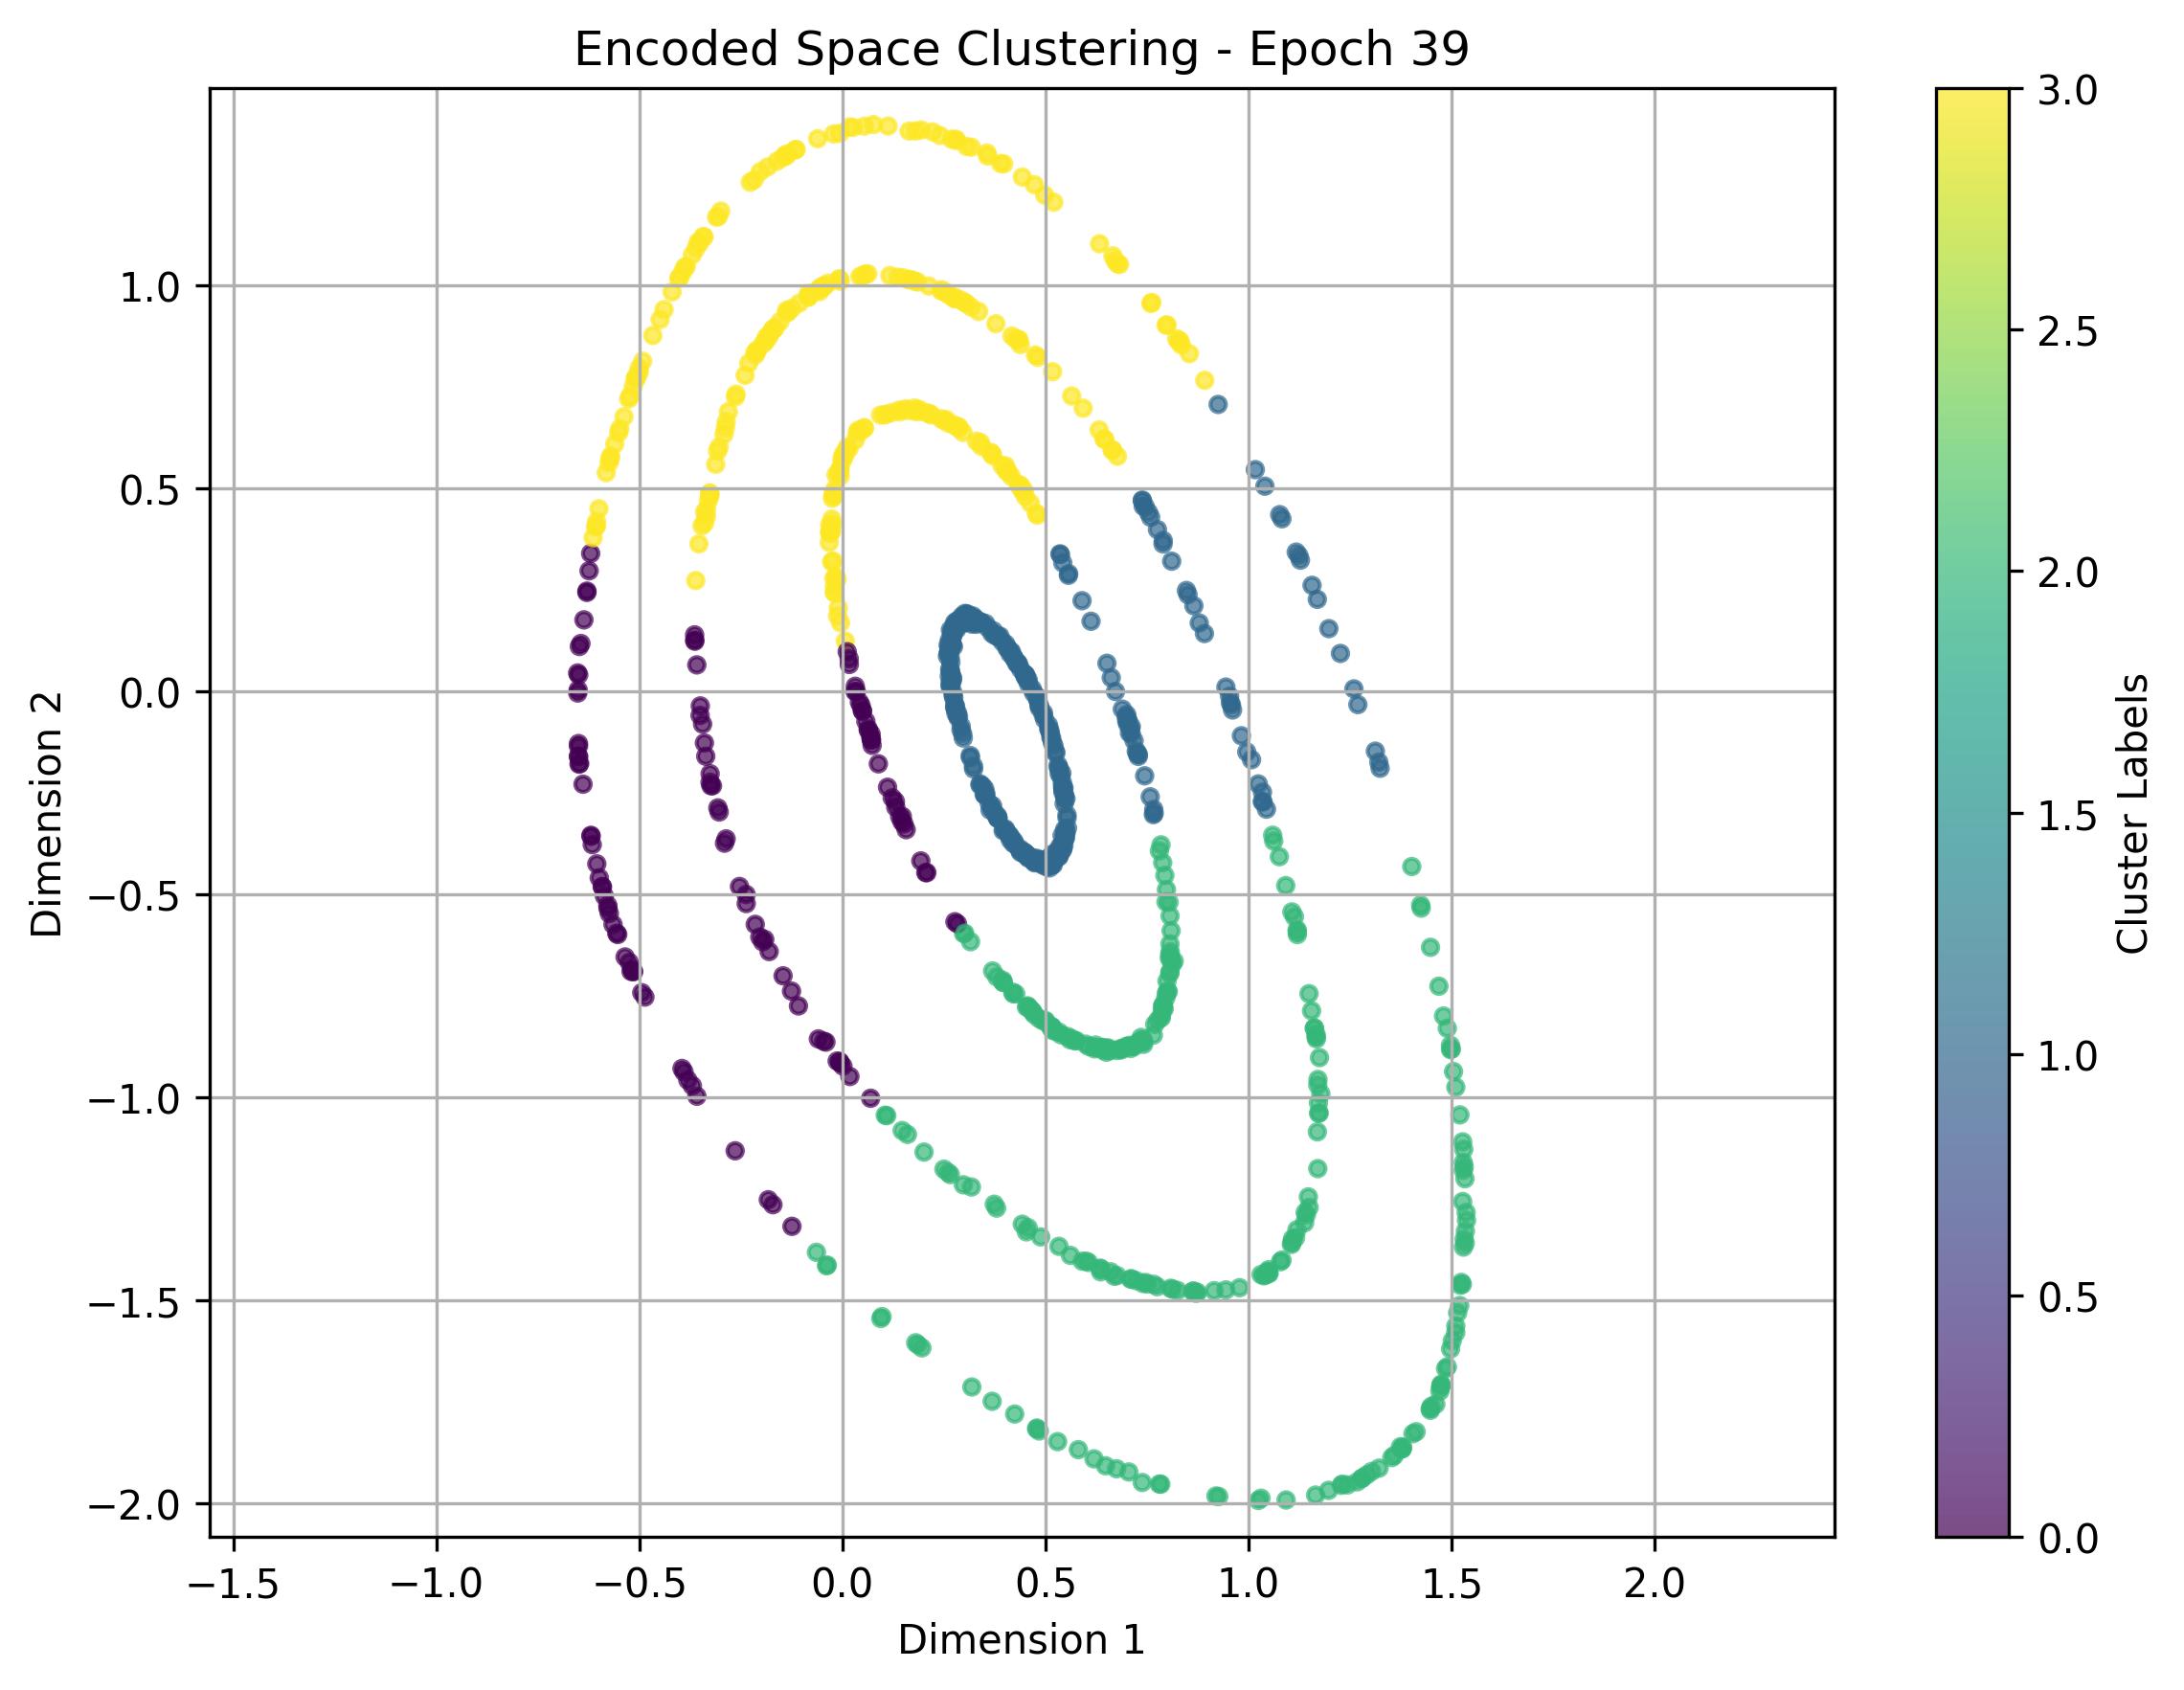 Encoded Space Clustering - Epoch 39
1.0
0.5
0.0
−0.5
−1.0
−1.5
−2.0
Dimension 2
−1.5 −1.0 −0.5 0.0 0.5 1.0 1.5 2.0
Dimension 1
3.0
2.5
2.0
1.5
1.0
0.5
0.0
Cluster Labels